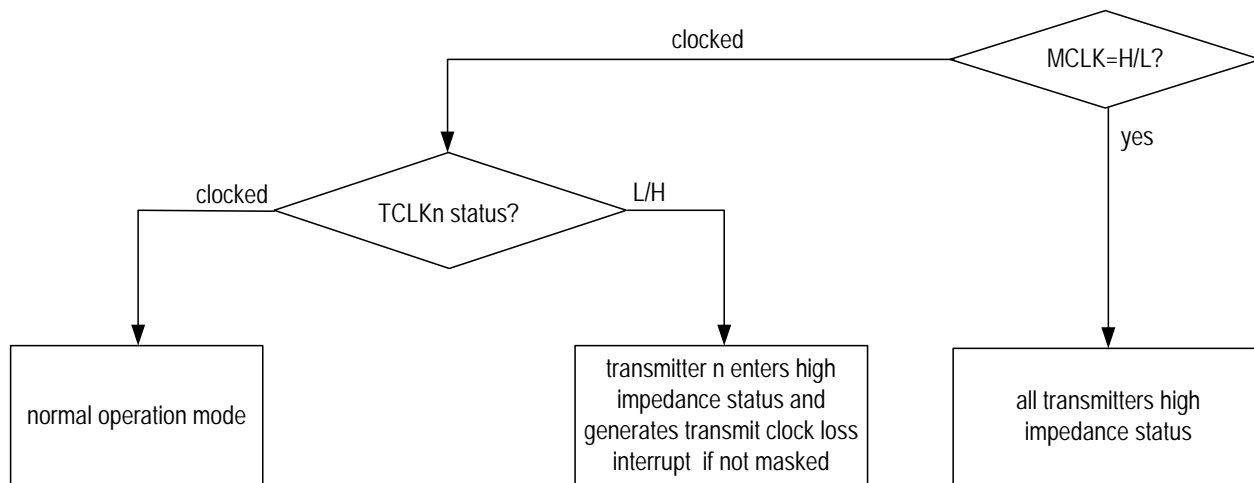 clocked
MCLK=H/L?
yes
clocked
TCLKn status?
L/H
normal operation mode
transmitter n enters high
impedance status and
generates transmit clock loss
interrupt if not masked
all transmitters high
impedance status